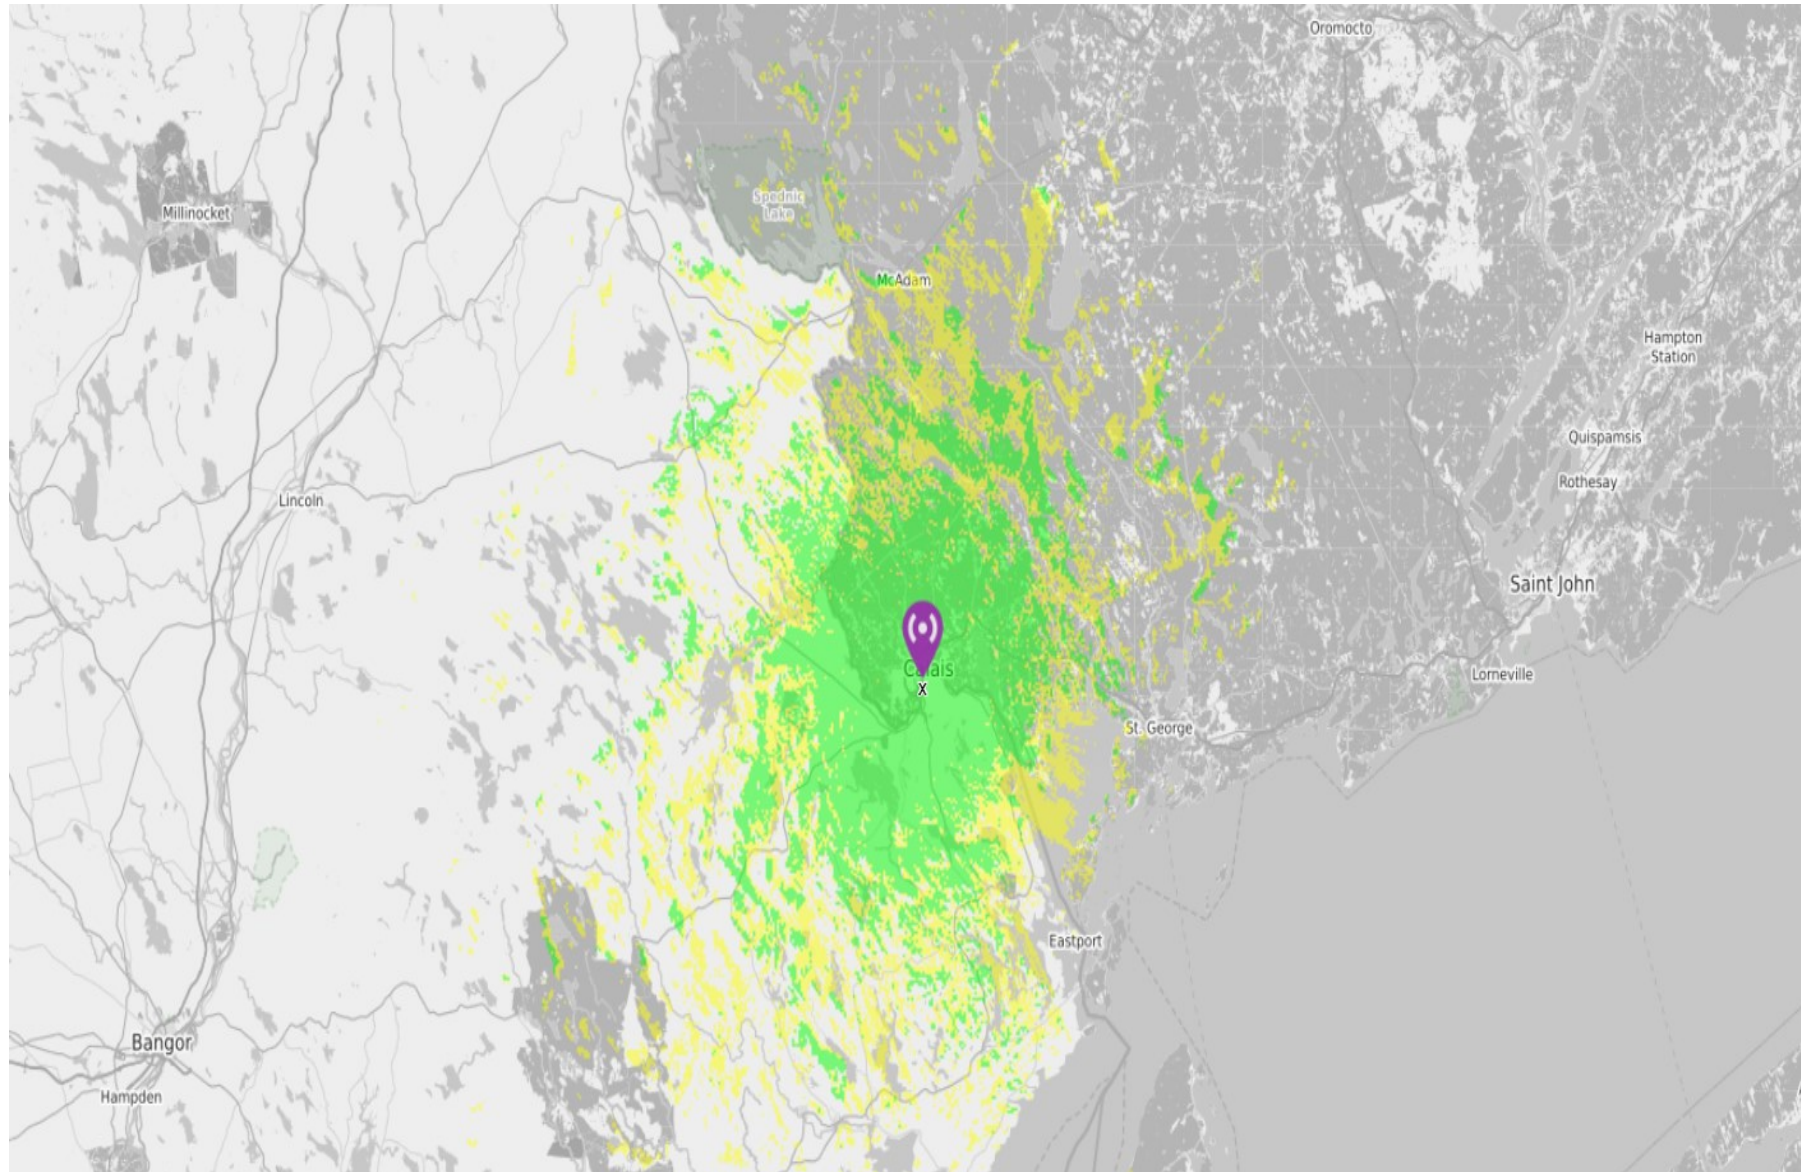 Oromocto
Millinocket
Spednic
Lake
McAdam
Hampton
Station
Quispamsis
Lincoln
Rothesay
Saint John
Calais
X
Lorneville
St. George
Eastport
Bangor
Hampden